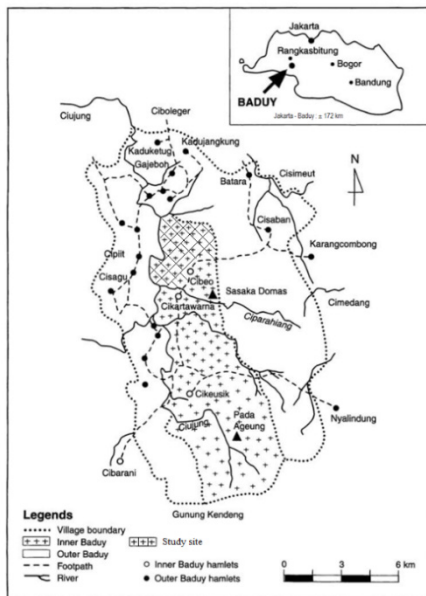 Jakarta
Rangkasbitung
Bogor
Bandung
BADUY
Jakarta - Baduy : ± 172 km
Ciboleger
Ciujung
Kadujangkung
Kaduketug
Gajeboh
N
Batara
Cisimeut
Cisaban
Karangcombong
Cipiit
Cisagu
Cibeo
Sasaka Domas
Cikartawarna
Cimedang
Ciparahiang
Cikeusik
Ciujung
Pada
Ageung
Nyalindung
Cibarani
Gunung Kendeng
Legends
Village boundary
Inner Baduy
Study site
Outer Baduy
Footpath
River
Inner Baduy hamlets
Outer Baduy hamlets
0 3 6 km